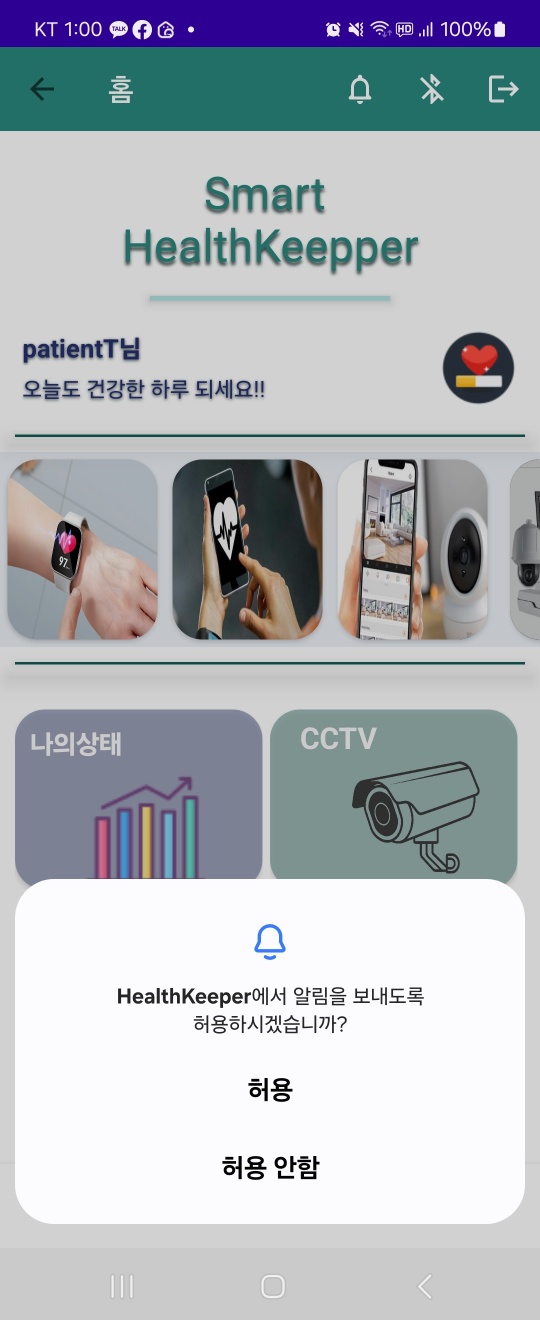 KT 1:00 TALK HD 100%
홈
Smart
HealthKeepper
patientT님
오늘도 건강한 하루 되세요!!
97
나의상태
CCTV
HealthKeeper에서 알림을 보내도록
허용하시겠습니까?
허용
허용 안함